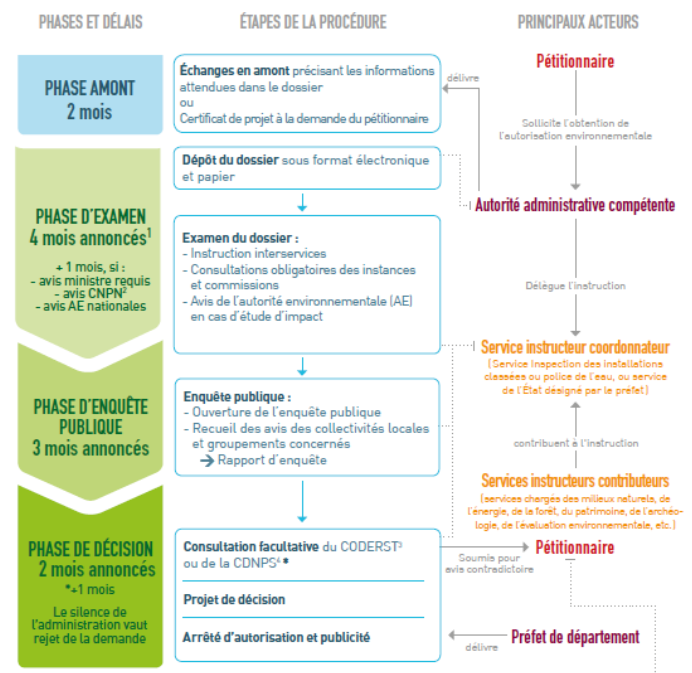 PHASES ET DÉLAIS
ÉTAPES DE LA PROCÉDURE
PRINCIPAUX ACTEURS
PHASE AMONT
2 mois
Échanges en amont précisant les informations
attendues dans le dossier
ou
Certificat de projet à la demande du pétitionnaire
délivre
Pétitionnaire
Sollicite l'obtention de
l'autorisation environnementale
Dépôt du dossier sous format électronique
et papier
Autorité administrative compétente
PHASE D'EXAMEN
4 mois annoncés¹
+ 1 mois, si :
- avis ministre requis
- avis CNPN²
- avis AE nationales
Examen du dossier :
- Instruction interservices
- Consultations obligatoires des instances
et commissions
- Avis de l'autorité environnementale (AE)
en cas d'étude d'impact
Délègue l'instruction
Service instructeur coordonnateur
(Service Inspection des installations
classées ou police de l'eau, ou service
de l'État désigné par le préfet)
PHASE D'ENQUÊTE
PUBLIQUE
3 mois annoncés
Enquête publique :
- Ouverture de l'enquête publique
- Recueil des avis des collectivités locales
et groupements concernés
→ Rapport d'enquête
contribuent à l'instruction
Services instructeurs contributeurs
(services chargés des milieux naturels, de
l'énergie, de la forêt, du patrimoine, de l'archéo-
logie, de l'évaluation environnementale, etc.)
PHASE DE DÉCISION
2 mois annoncés
*+1 mois
Le silence de
l'administration vaut
rejet de la demande
Consultation facultative du CODERST³
ou de la CDNPS⁴ *
Projet de décision
Arrêté d'autorisation et publicité
Soumis pour
avis contradictoire
Pétitionnaire
délivre
Préfet de département